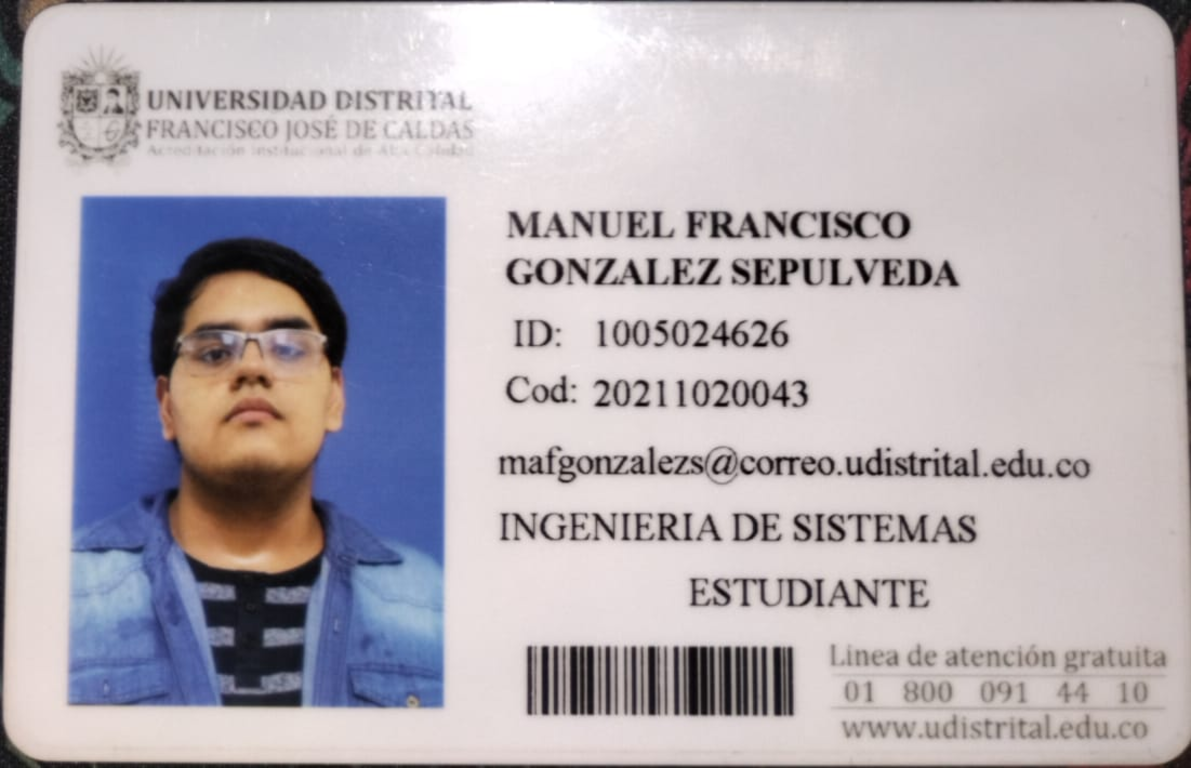 UNIVERSIDAD DISTRITAL
FRANCISCO JOSÉ DE CALDAS
Acreditación Institucional de Alta Calidad
MANUEL FRANCISCO
GONZALEZ SEPULVEDA
ID: 1005024626
Cod: 20211020043
mafgonzalezs@correo.udistrital.edu.co
INGENIERIA DE SISTEMAS
ESTUDIANTE
Linea de atención gratuita
01 800 091 44 10
www.udistrital.edu.co